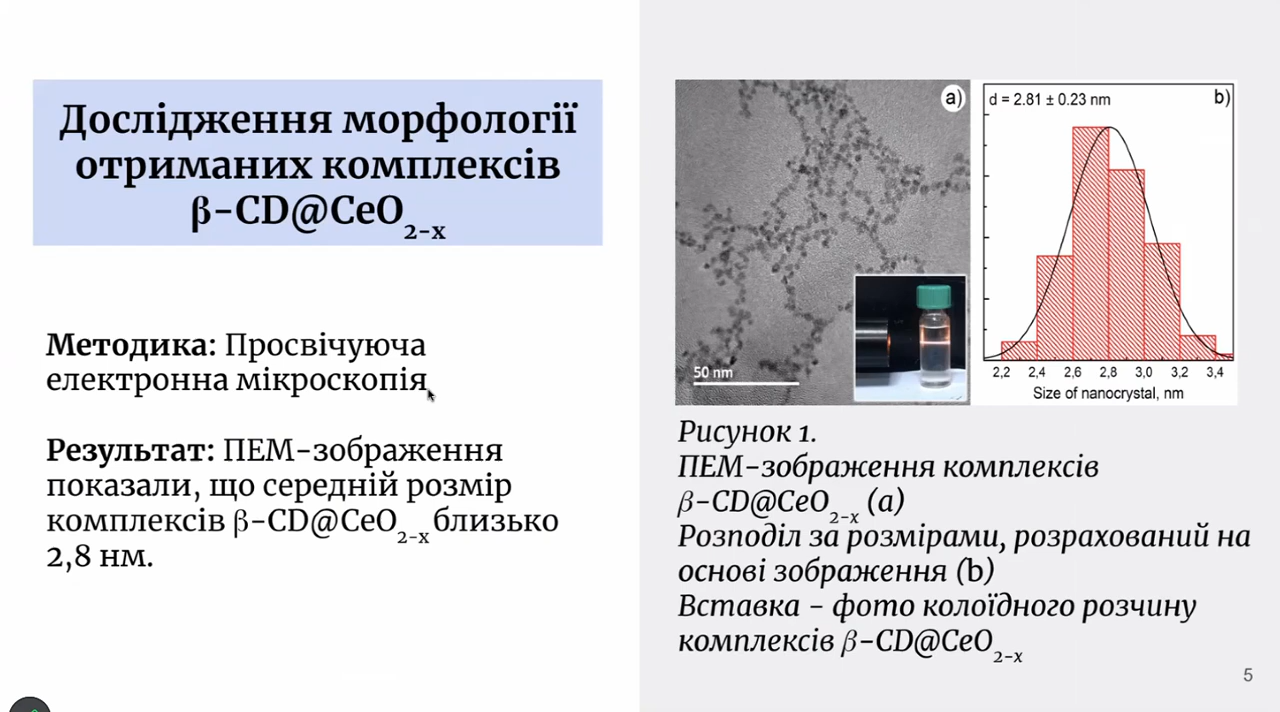 Дослідження морфології
отриманих комплексів
β-CD@CeO2-x
Методика: Просвічуюча
електронна мікроскопія
Результат: ПЕМ-зображення
показали, що середній розмір
комплексів β-CD@CeO2-x близько
2,8 нм.
a)
50 nm
d = 2.81 ± 0.23 nm
b)
2,2 2,4 2,6 2,8 3,0 3,2 3,4
Size of nanocrystal, nm
Рисунок 1.
ПЕМ-зображення комплексів
β-CD@CeO2-x (a)
Розподіл за розмірами, розрахований на
основі зображення (b)
Вставка - фото колоїдного розчину
комплексів β-CD@CeO2-x
5